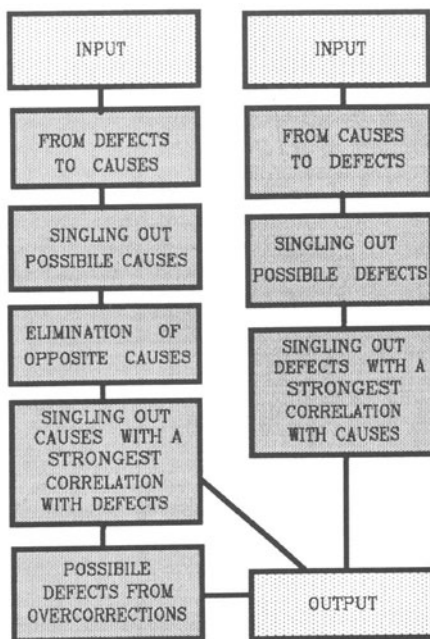 INPUT
FROM DEFECTS
TO CAUSES
SINGLING OUT
POSSIBILE CAUSES
ELIMINATION OF
OPPOSITE CAUSES
SINGLING OUT
CAUSES WITH A
STRONGEST
CORRELATION
WITH DEFECTS
POSSIBILE
DEFECTS FROM
OVERCORRECTIONS
INPUT
FROM CAUSES
TO DEFECTS
SINGLING OUT
POSSIBILE DEFECTS
SINGLING OUT
DEFECTS WITH A
STRONGEST
CORRELATION
WITH CAUSES
OUTPUT